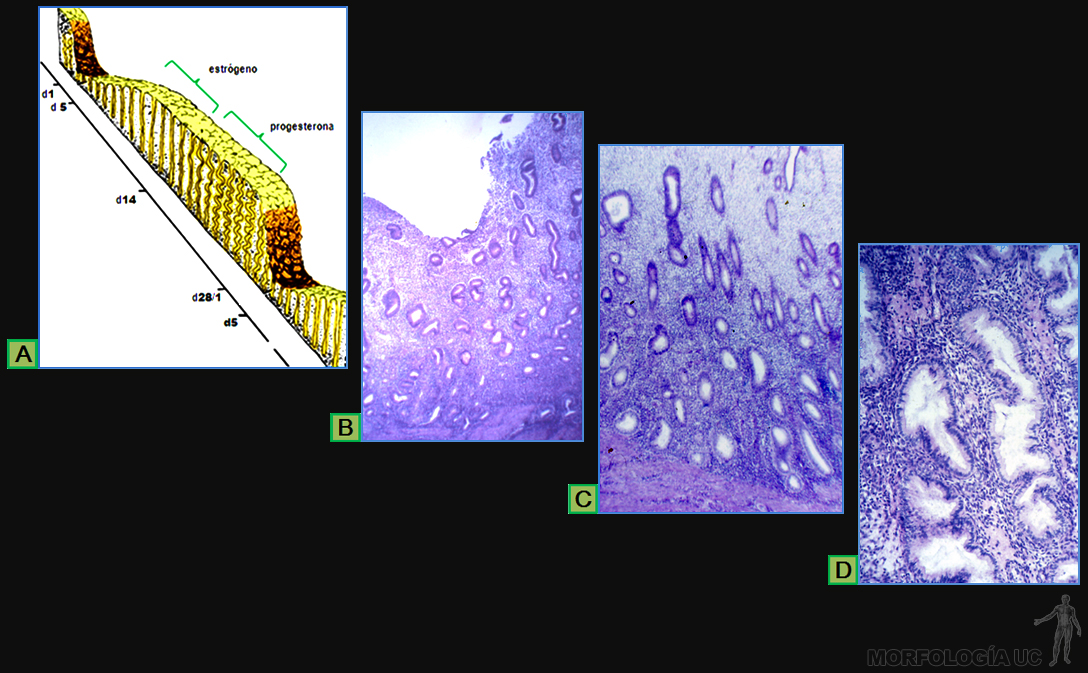 estrógeno
progesterona
d1
d 5
d14
d28/1
d5
A
B
C
D
MORFOLOGÍA UC